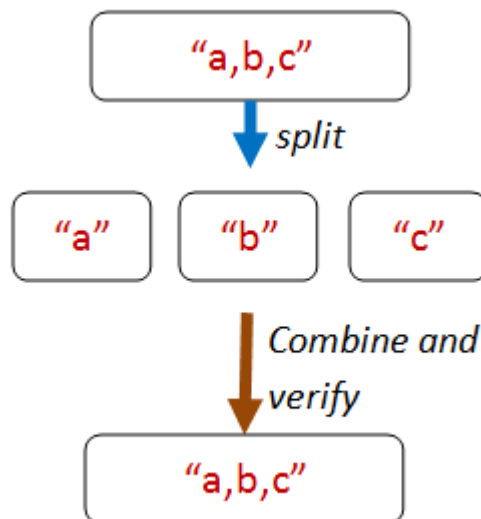 “a,b,c”
split
“a” “b” “c”
Combine and
verify
“a,b,c”